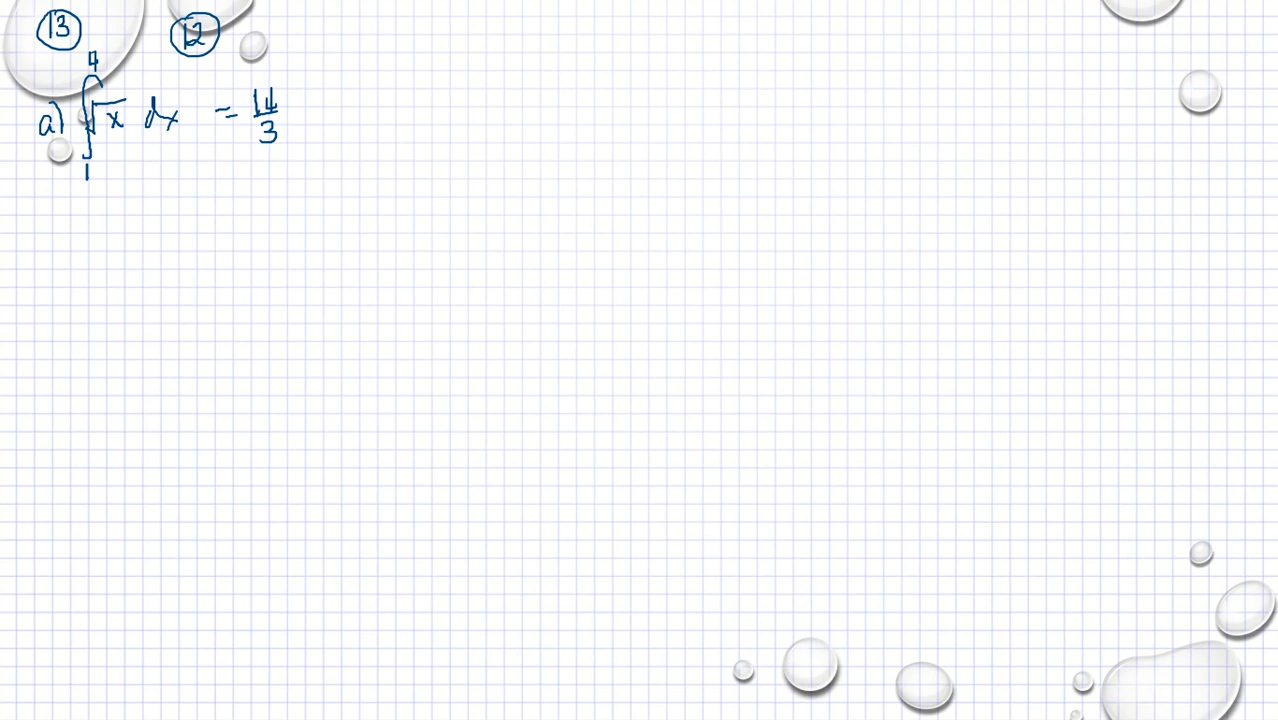 13 12
a) ∫₁⁴ √x dx = 14/3